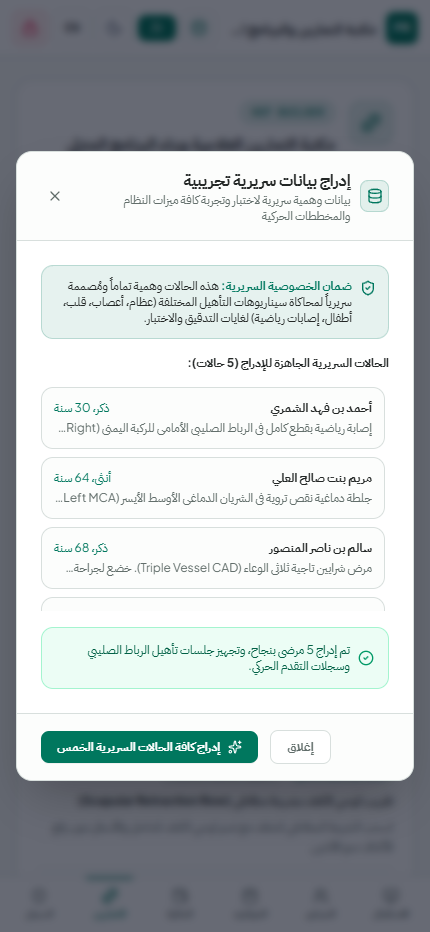 إدراج بيانات سريرية تجريبية
بيانات وهمية سريرية لاختبار وتجربة كافة ميزات النظام
والمخططات الحركية
ضمان الخصوصية السريرية: هذه الحالات وهمية تماماً ومُصممة
سريرياً لمحاكاة سيناريوهات التأهيل المختلفة (عظام، أعصاب، قلب،
أطفال، إصابات رياضية) لغايات التدقيق والاختبار.
الحالات السريرية الجاهزة للإدراج (5 حالات):
أحمد بن فهد الشمري
ذكر، 30 سنة
إصابة رياضية بقطع كامل في الرباط الصليبي الأمامي للركبة اليمنى (Right...
مريم بنت صالح العلي
أنثى، 64 سنة
جلطة دماغية نقص تروية في الشريان الدماغي الأوسط الأيسر (Left MCA...
سالم بن ناصر المنصور
ذكر، 68 سنة
مرض شرايين تاجية ثلاثي الوعاء (Triple Vessel CAD). خضع لجراحة...
تم إدراج 5 مرضى بنجاح، وتجهيز جلسات تأهيل الرباط الصليبي
وسجلات التقدم الحركي.
إغلاق
إدراج كافة الحالات السريرية الخمس